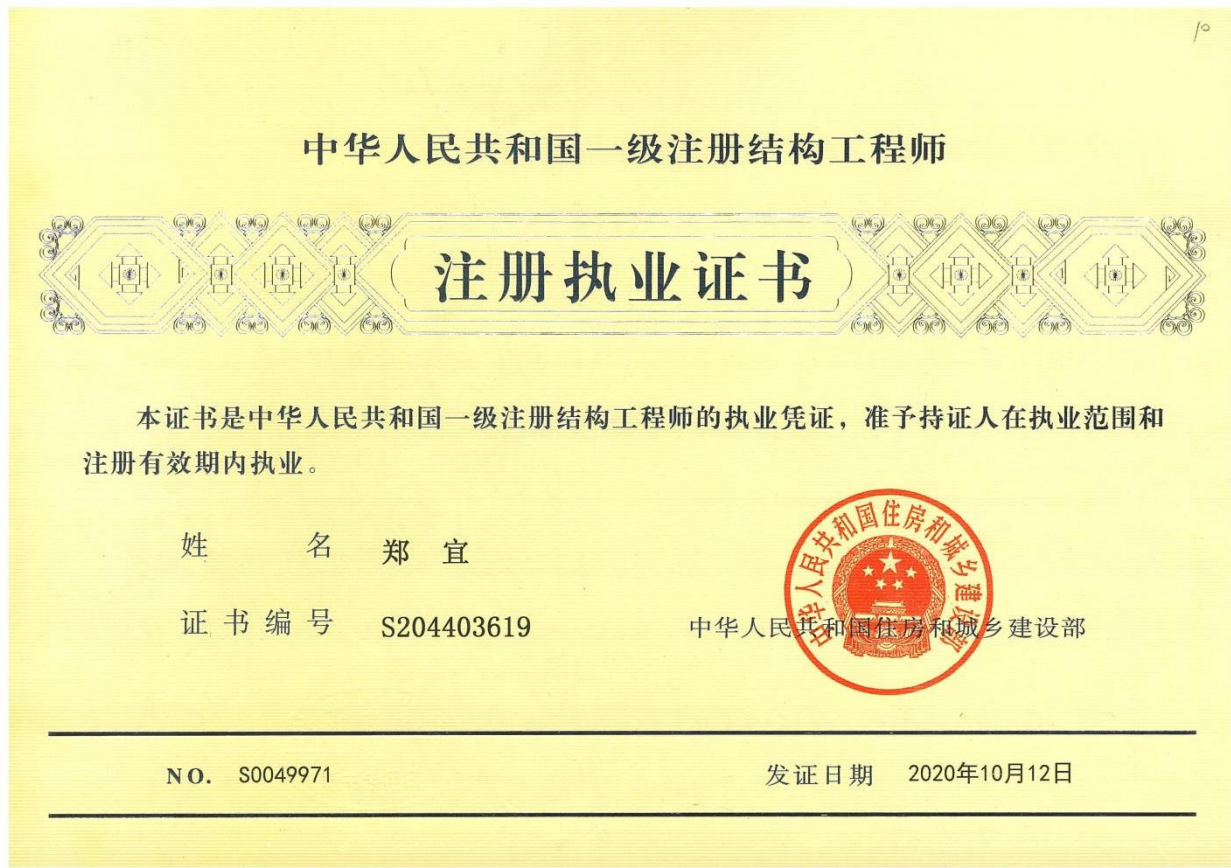 10
中华人民共和国一级注册结构工程师
注册执业证书
本证书是中华人民共和国一级注册结构工程师的执业凭证，准予持证人在执业范围和
注册有效期内执业。
姓 名 郑 宜
证书编号 S204403619
中华人民共和国住房和城乡建设部
中华人民共和国住房和城乡建设部
NO. S0049971
发证日期 2020年10月12日